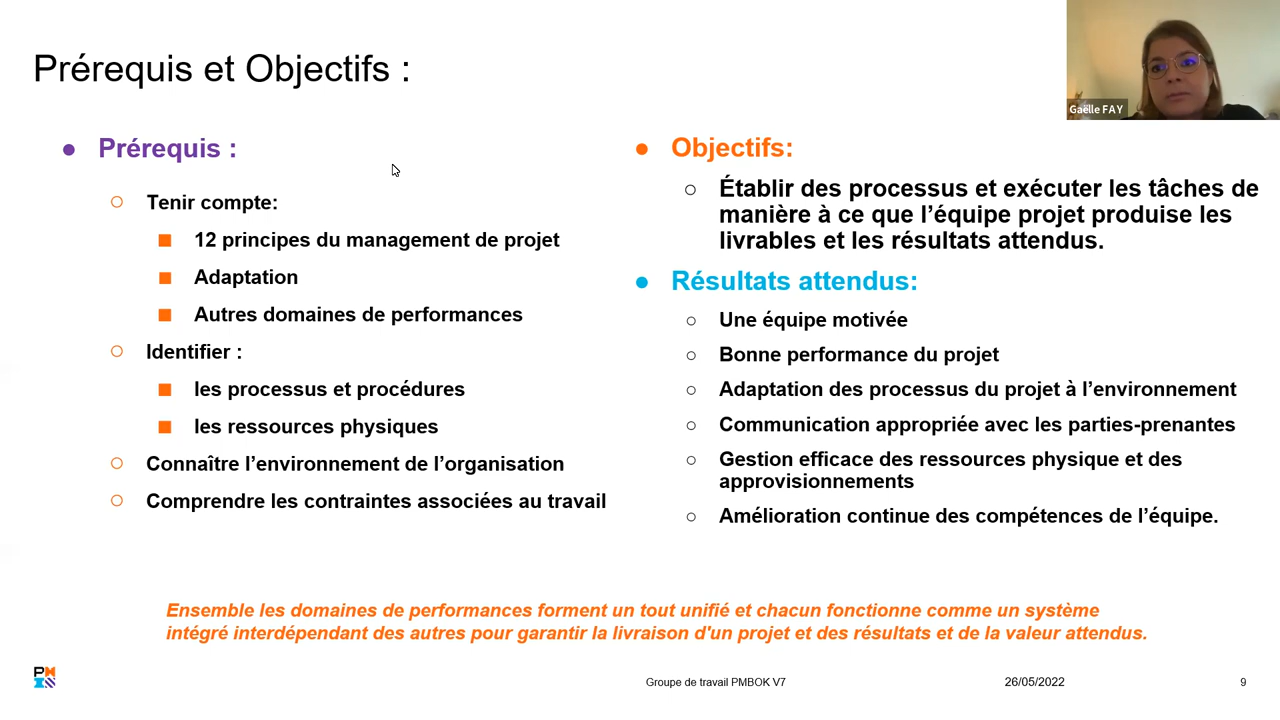 Prérequis et Objectifs :
Gaëlle FAY
Prérequis :
Tenir compte:
12 principes du management de projet
Adaptation
Autres domaines de performances
Identifier :
les processus et procédures
les ressources physiques
Connaître l’environnement de l’organisation
Comprendre les contraintes associées au travail
Objectifs:
Établir des processus et exécuter les tâches de
manière à ce que l’équipe projet produise les
livrables et les résultats attendus.
Résultats attendus:
Une équipe motivée
Bonne performance du projet
Adaptation des processus du projet à l’environnement
Communication appropriée avec les parties-prenantes
Gestion efficace des ressources physique et des
approvisionnements
Amélioration continue des compétences de l’équipe.
Ensemble les domaines de performances forment un tout unifié et chacun fonctionne comme un système
intégré interdépendant des autres pour garantir la livraison d'un projet et des résultats et de la valeur attendus.
Groupe de travail PMBOK V7
26/05/2022
9